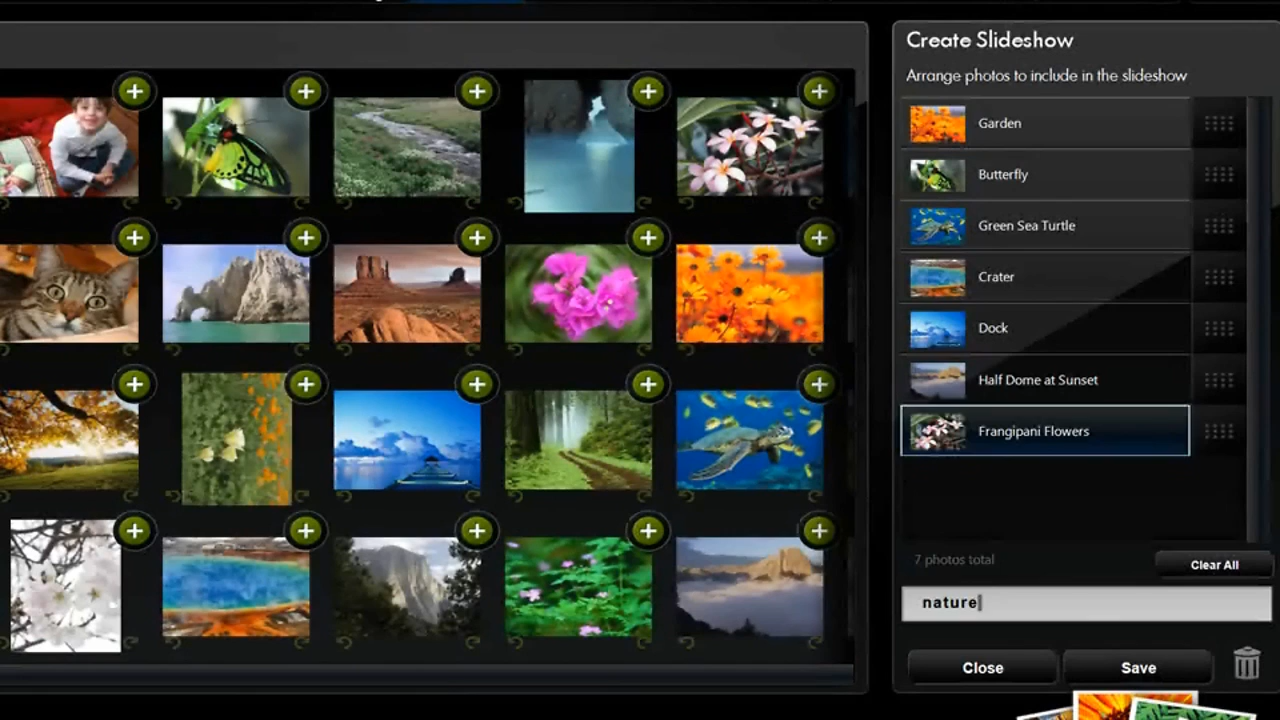 Create Slideshow
Arrange photos to include in the slideshow
Garden
Butterfly
Green Sea Turtle
Crater
Dock
Half Dome at Sunset
Frangipani Flowers
7 photos total
Clear All
nature
Close
Save